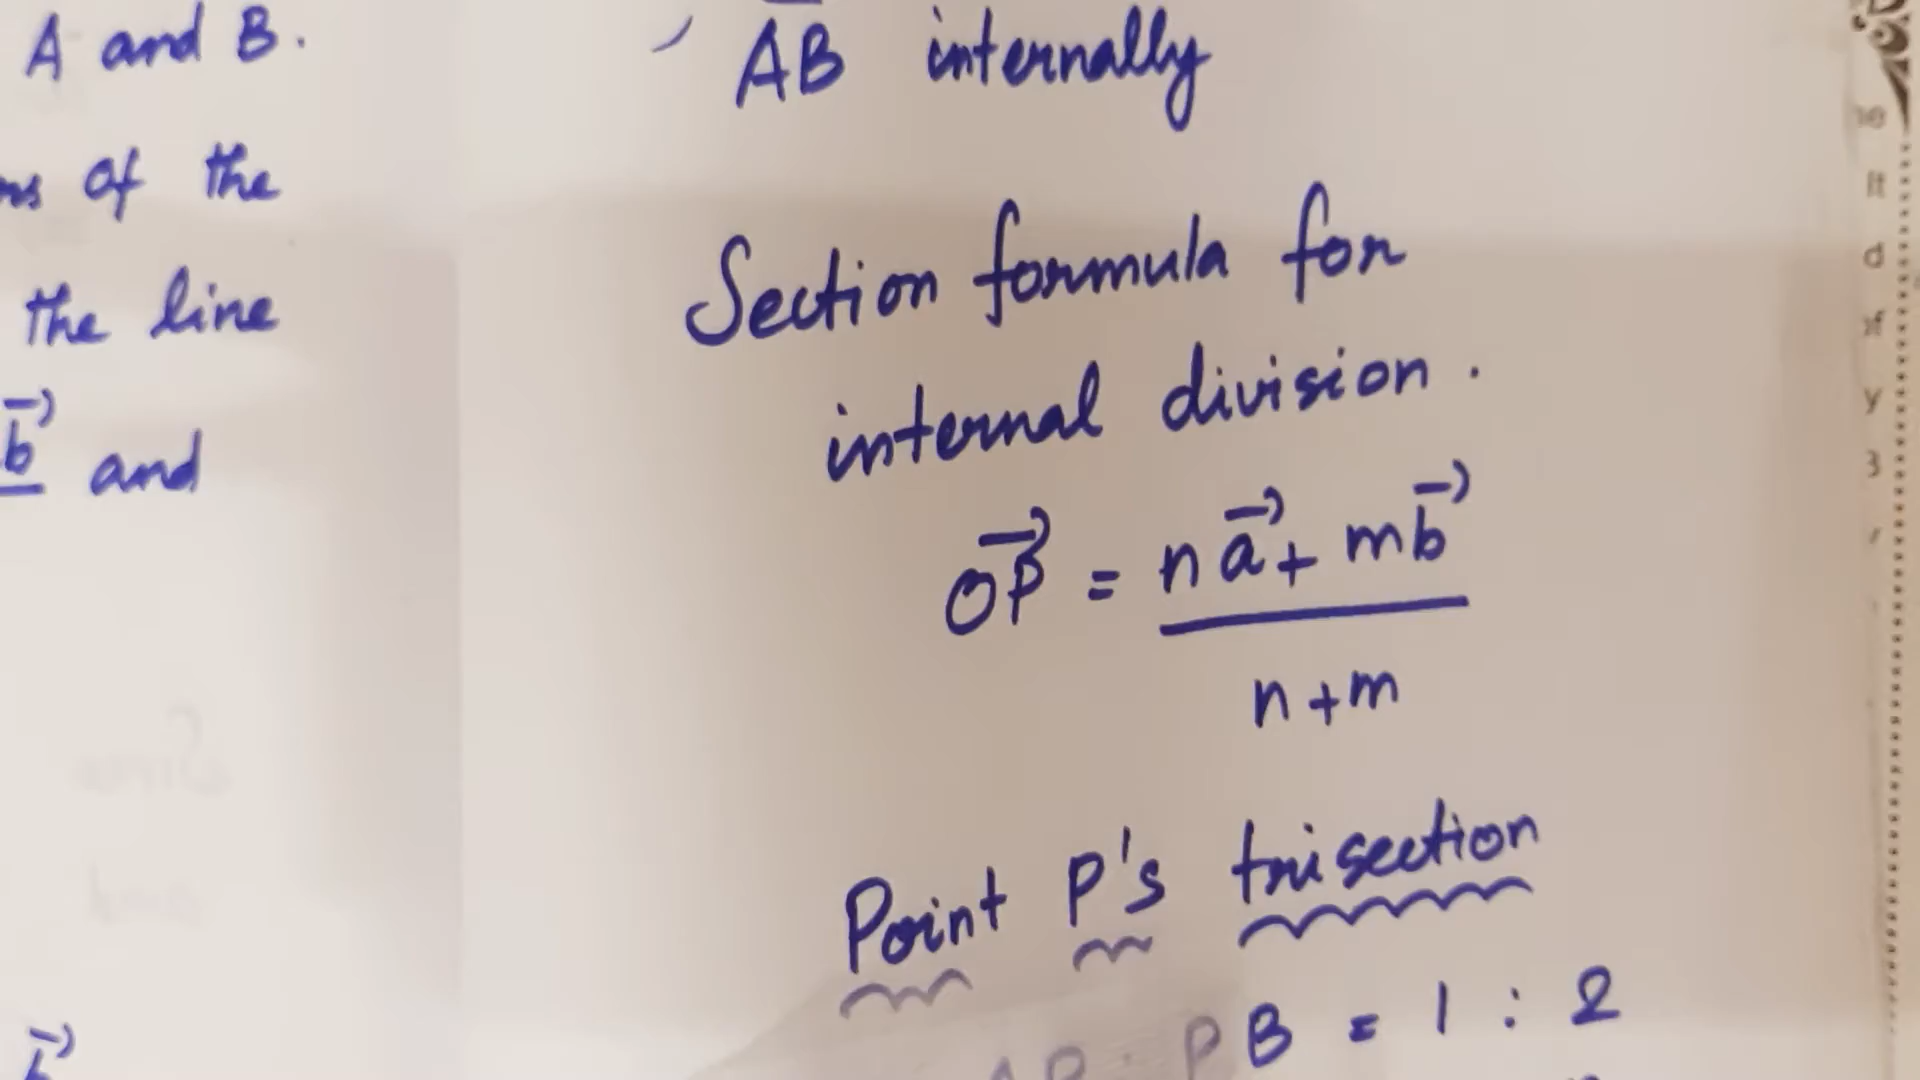 A and B.
of the
the line
b⃗ and
b⃗
AB internally
Section formula for
internal division.
O⃗P = na⃗ + mb⃗
n+m
Point P's trisection
AP : PB = 1 : 2